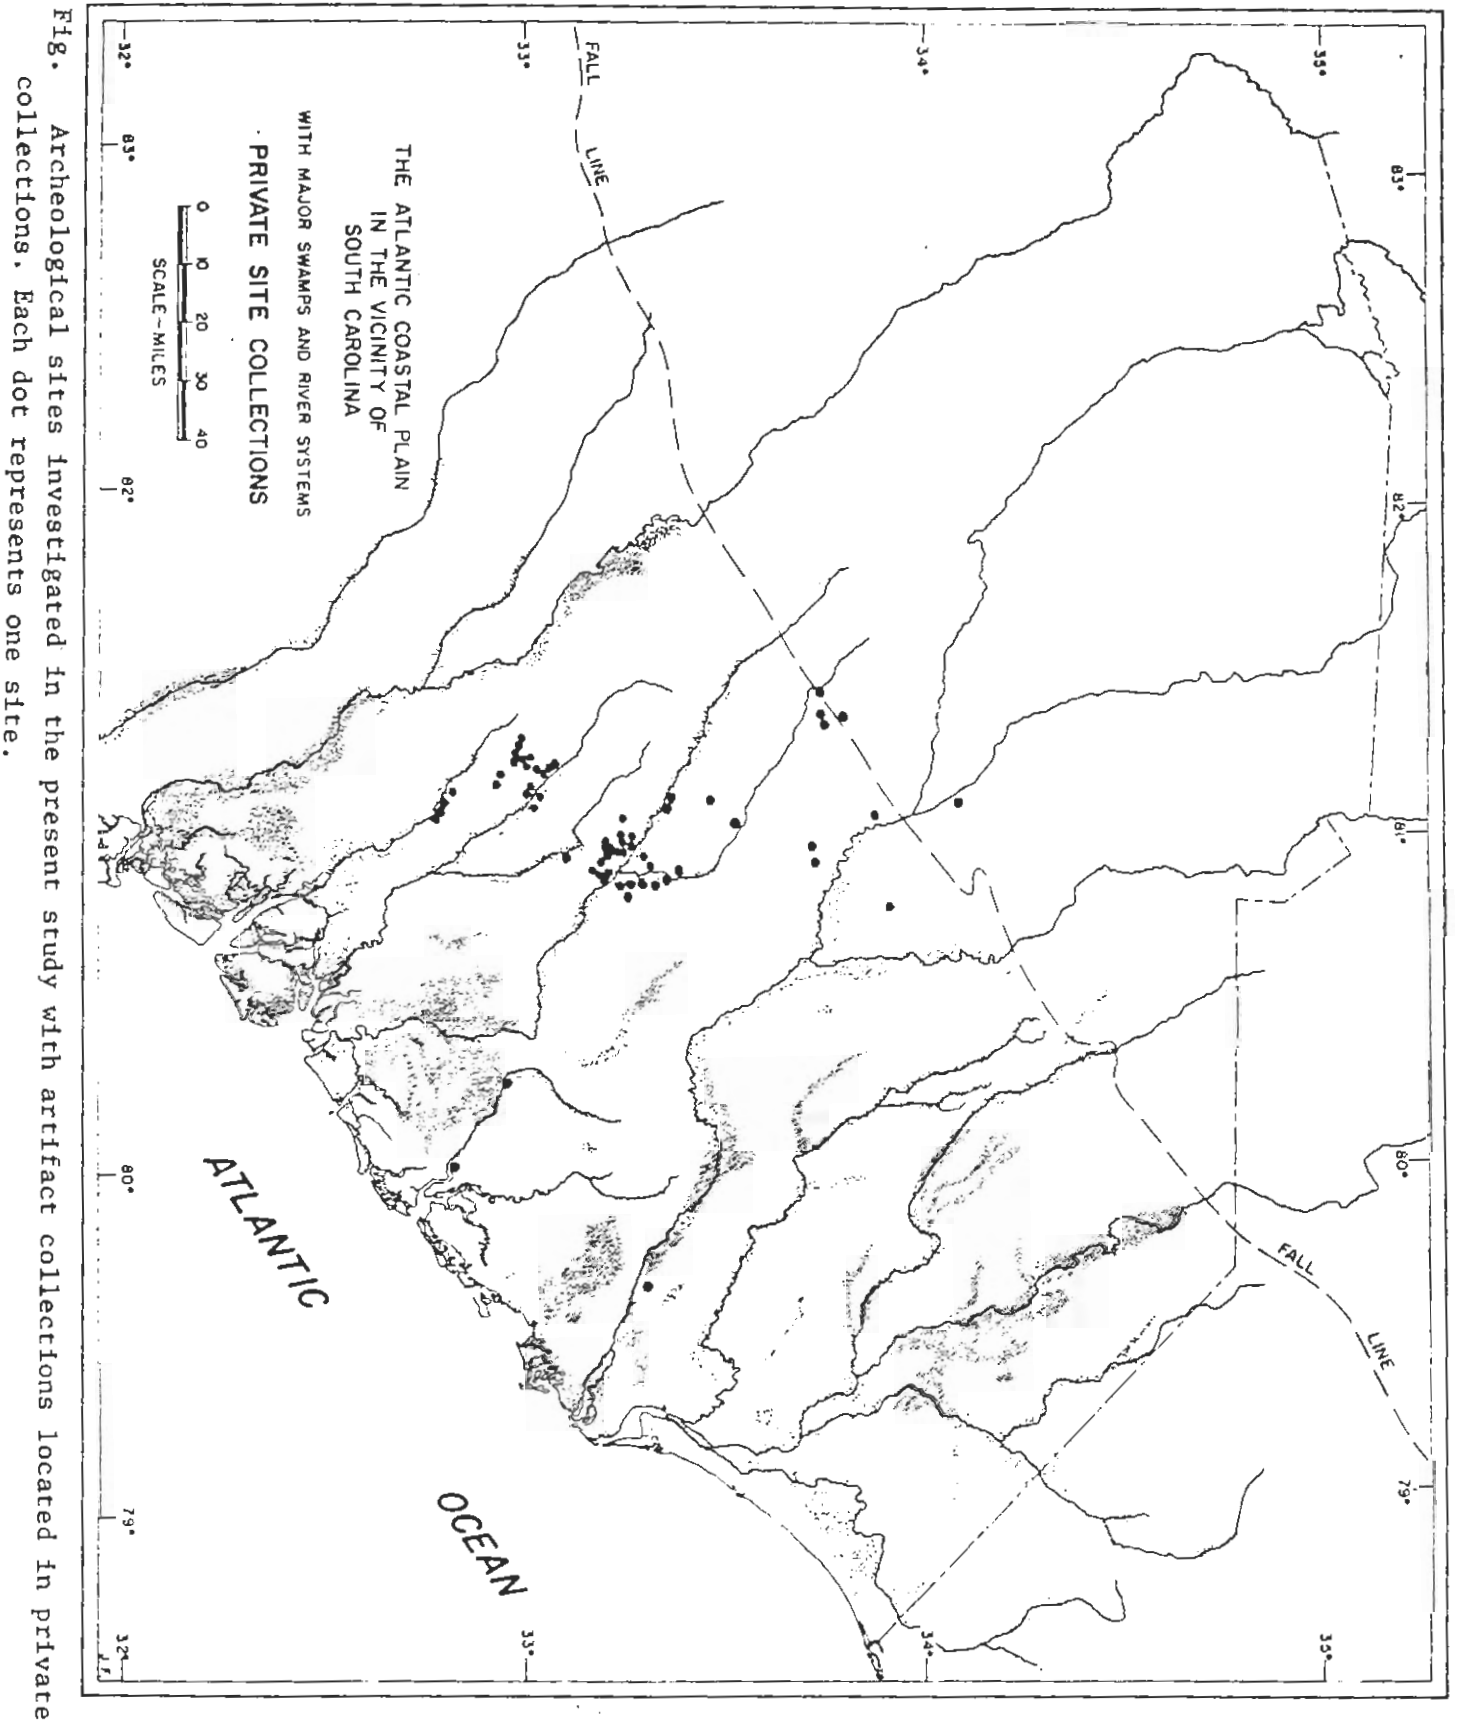 35°
34°
33°
32°
83°
82°
81°
80°
79°
83°
82°
80°
79°
35°
34°
33°
32°
FALL
LINE
FALL
LINE
THE ATLANTIC COASTAL PLAIN
IN THE VICINITY OF
SOUTH CAROLINA
WITH MAJOR SWAMPS AND RIVER SYSTEMS
PRIVATE SITE COLLECTIONS
0 10 20 30 40
SCALE~MILES
ATLANTIC
OCEAN
J.F.
Fig. Archeological sites investigated in the present study with artifact collections located in private
collections. Each dot represents one site.